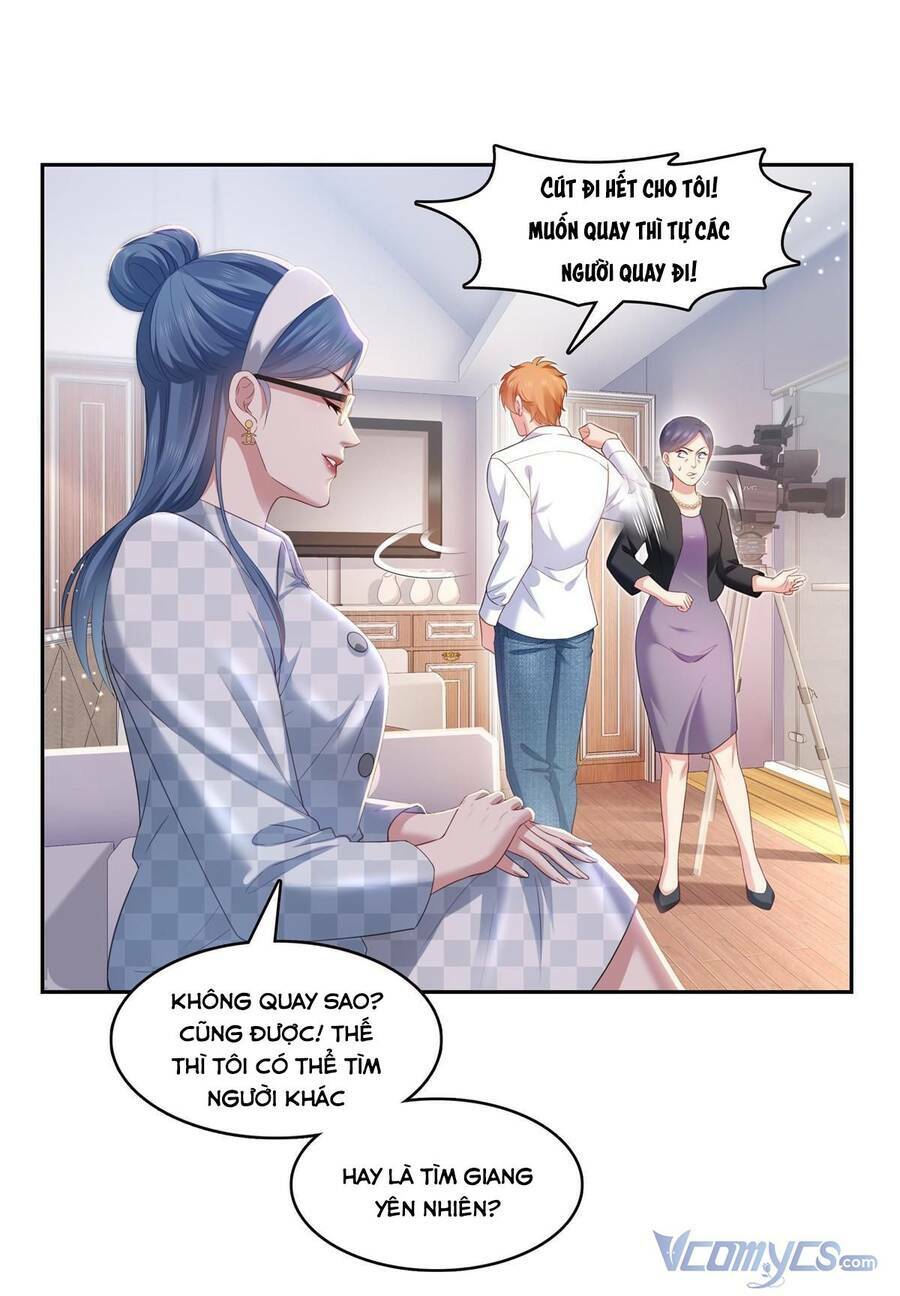 CÚT ĐI HẾT CHO TÔI!
MUỐN QUAY THÌ TỰ CÁC
NGƯỜI QUAY ĐI!
KHÔNG QUAY SAO?
CŨNG ĐƯỢC! THẾ
THÌ TÔI CÓ THỂ TÌM
NGƯỜI KHÁC
HAY LÀ TÌM GIANG
YÊN NHIÊN?
Vcomycs.com